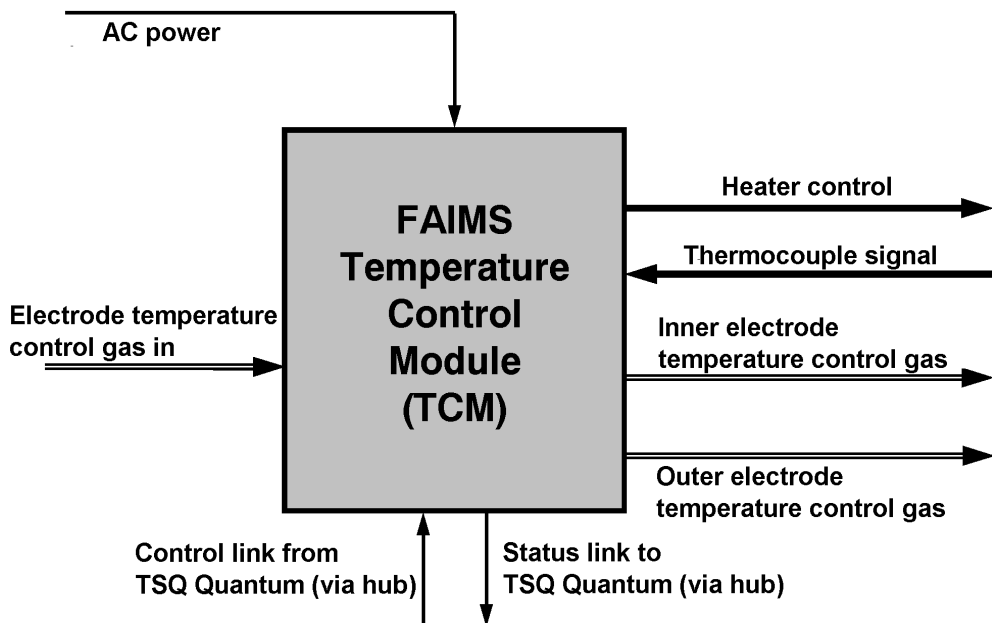 AC power
FAIMS
Temperature
Control
Module
(TCM)
Heater control
Thermocouple signal
Electrode temperature
control gas in
Inner electrode
temperature control gas
Outer electrode
temperature control gas
Control link from
TSQ Quantum (via hub)
Status link to
TSQ Quantum (via hub)